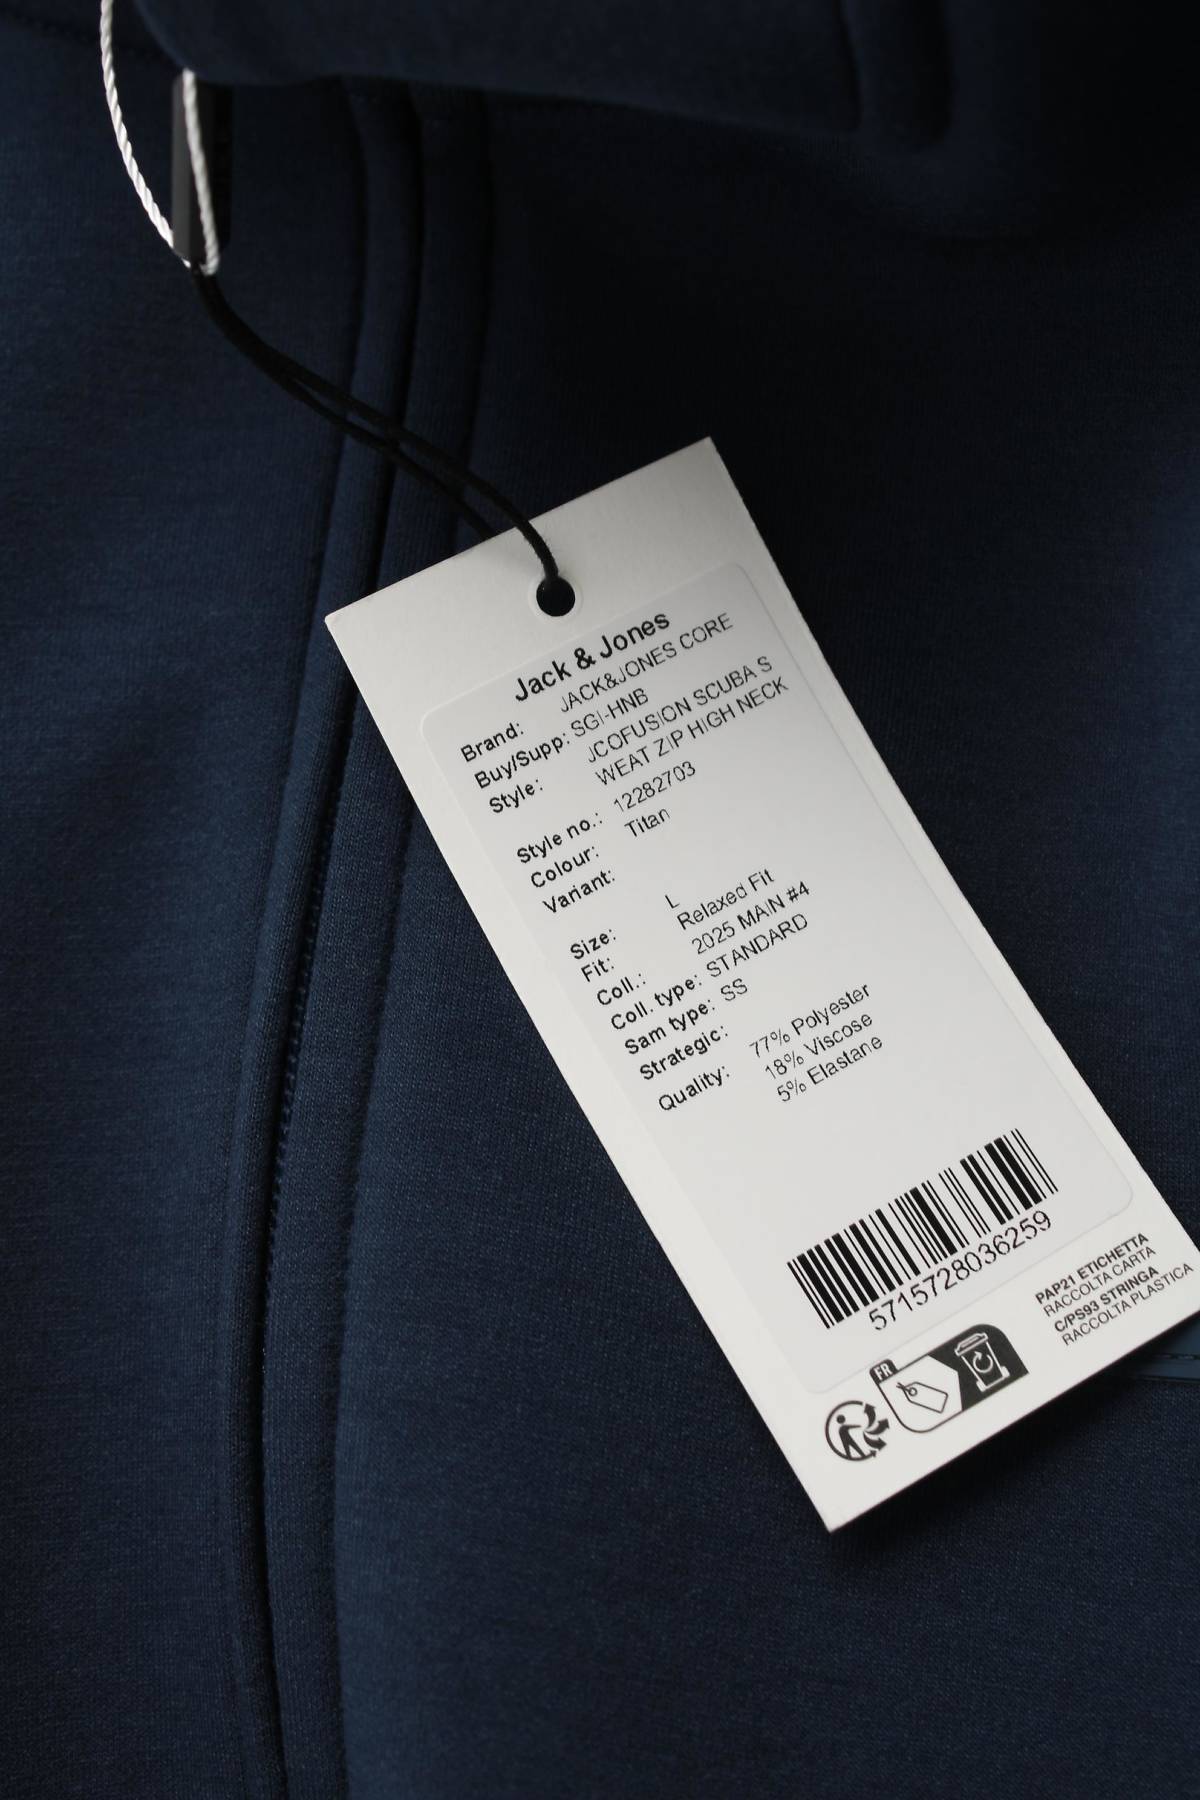 Jack & Jones
Brand: JACK&JONES CORE
Buy/Supp: SGI-HNB
Style: JCOFUSION SCUBA S
WEAT ZIP HIGH NECK
Style no.: 12282703
Colour: Titan
Variant:
Size: L
Fit: Relaxed Fit
Coll.: 2025 MAIN #4
Coll. type: STANDARD
Sam type: SS
Strategic:
Quality: 77% Polyester
18% Viscose
5% Elastane
5715728036259
PAP21 ETICHETTA
RACCOLTA CARTA
C/PS93 STRINGA
RACCOLTA PLASTICA
FR